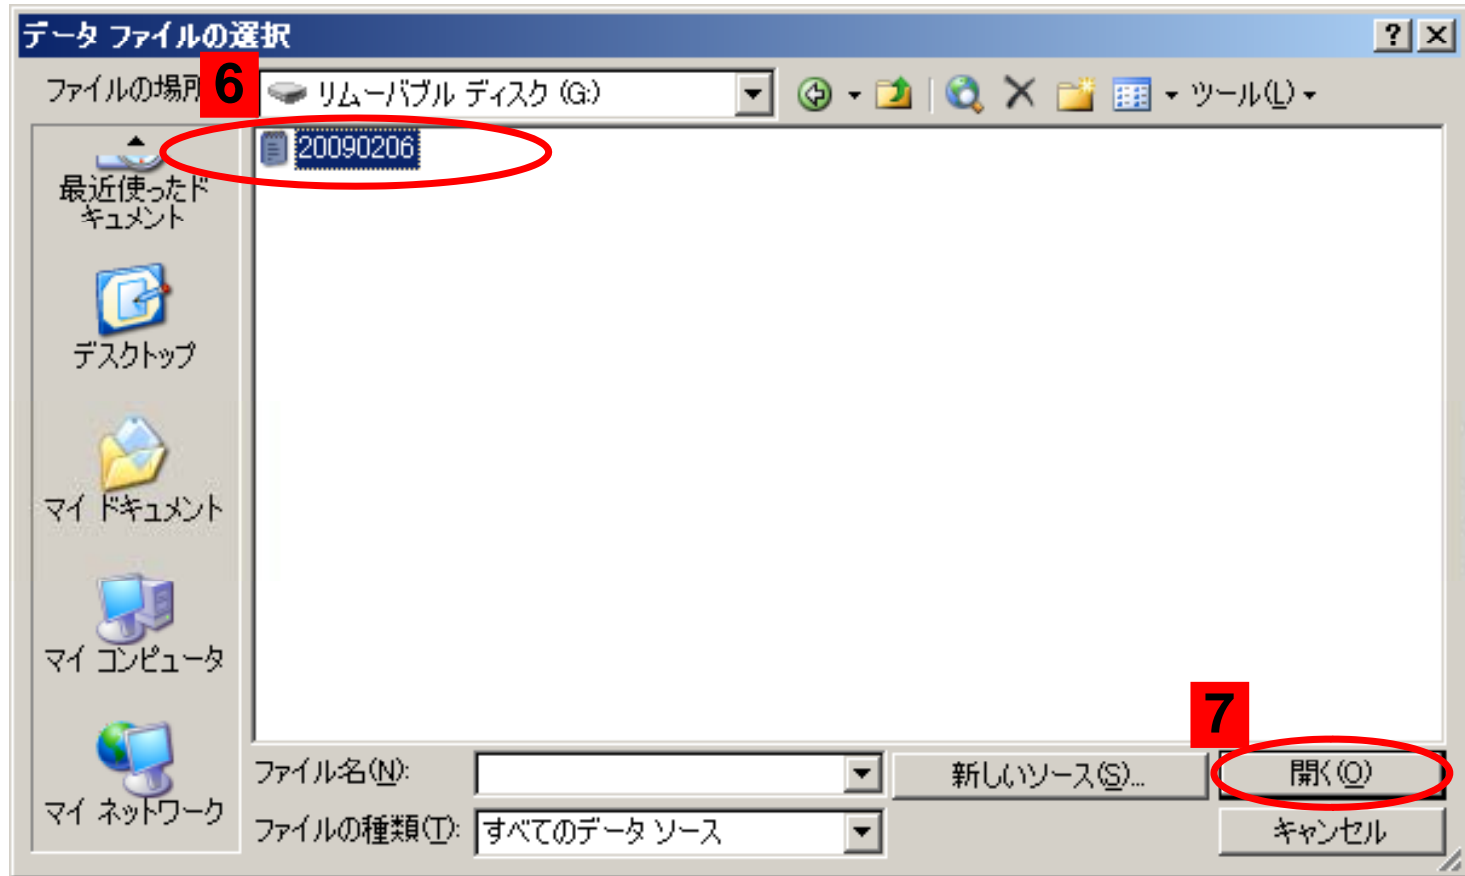 データ ファイルの選択
ファイルの場所
6
リムーバブル ディスク (G:)
ツール(L)
20090206
最近使ったド
キュメント
デスクトップ
マイ ドキュメント
マイ コンピュータ
マイ ネットワーク
7
ファイル名(N):
新しいソース(S)...
開く(O)
ファイルの種類(T):
すべてのデータ ソース
キャンセル